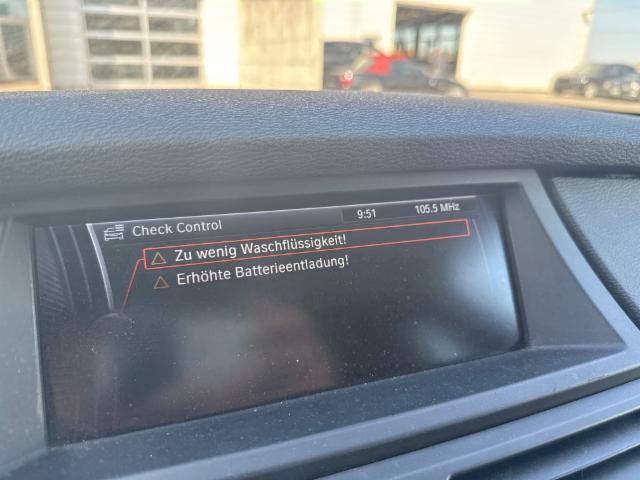 Check Control
9:51
105.5 MHz
Zu wenig Waschflüssigkeit!
Erhöhte Batterieentladung!